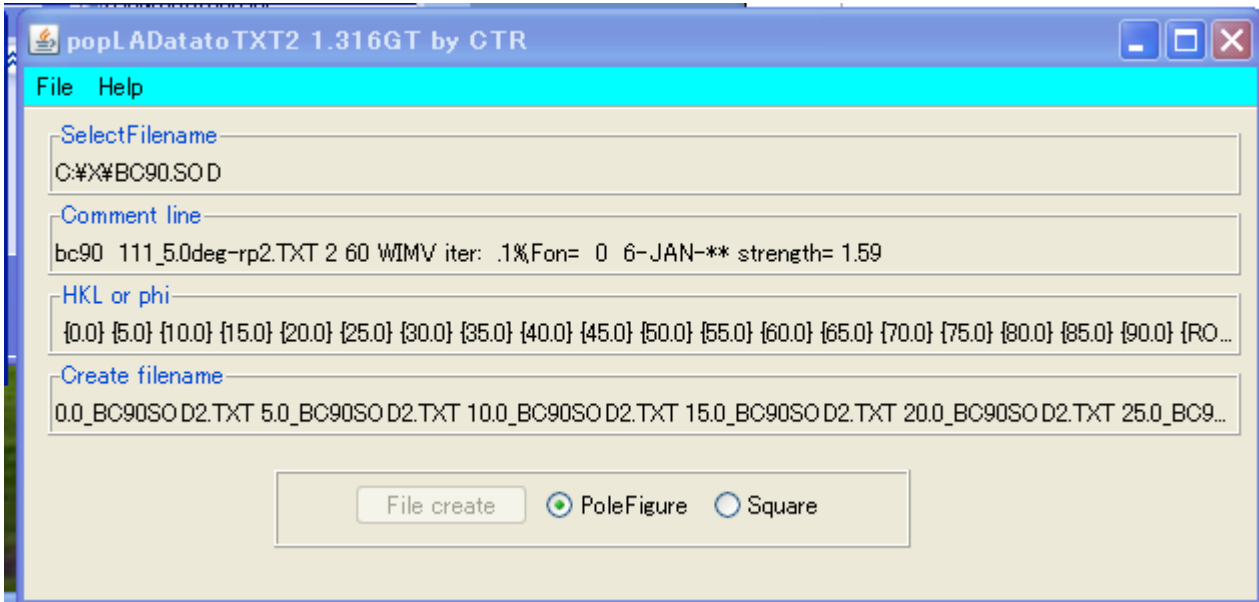 popLADatatoTXT2 1.316GT by CTR
File Help
SelectFilename
C:¥X¥BC90.SOD
Comment line
bc90 111_5.0deg-rp2.TXT 2 60 WIMV iter: .1%Fon= 0 6-JAN-** strength= 1.59
HKL or phi
{0.0} {5.0} {10.0} {15.0} {20.0} {25.0} {30.0} {35.0} {40.0} {45.0} {50.0} {55.0} {60.0} {65.0} {70.0} {75.0} {80.0} {85.0} {90.0} {RO...
Create filename
0.0_BC90SOD2.TXT 5.0_BC90SOD2.TXT 10.0_BC90SOD2.TXT 15.0_BC90SOD2.TXT 20.0_BC90SOD2.TXT 25.0_BC9...
File create PoleFigure Square